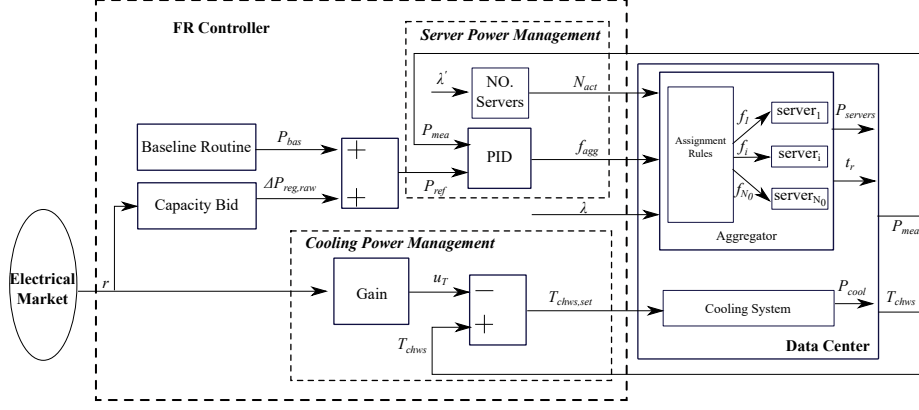 FR Controller
Server Power Management
λ'
NO.
Servers
N_act
P_mea
PID
f_agg
P_ref
Baseline Routine
P_bas
Capacity Bid
ΔP_reg,raw
+
+
Electrical
Market
r
λ
Cooling Power Management
Gain
u_T
−
+
T_chws
T_chws,set
Assignment
Rules
f_1
f_i
f_N_0
server_1
server_i
server_N_0
Aggregator
P_servers
t_r
P_mea
Cooling System
P_cool
T_chws
Data Center